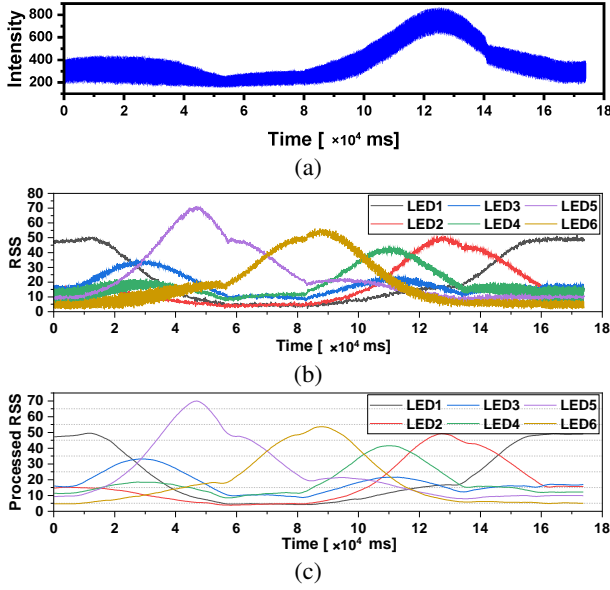 800
600
400
200
Intensity
0 2 4 6 8 10 12 14 16 18
Time [ ×10⁴ ms]
(a)
80
70
60
50
40
30
20
10
0
RSS
LED1 LED3 LED5
LED2 LED4 LED6
0 2 4 6 8 10 12 14 16 18
Time [ ×10⁴ ms]
(b)
70
60
50
40
30
20
10
0
Processed RSS
LED1 LED3 LED5
LED2 LED4 LED6
0 2 4 6 8 10 12 14 16 18
Time [ ×10⁴ ms]
(c)